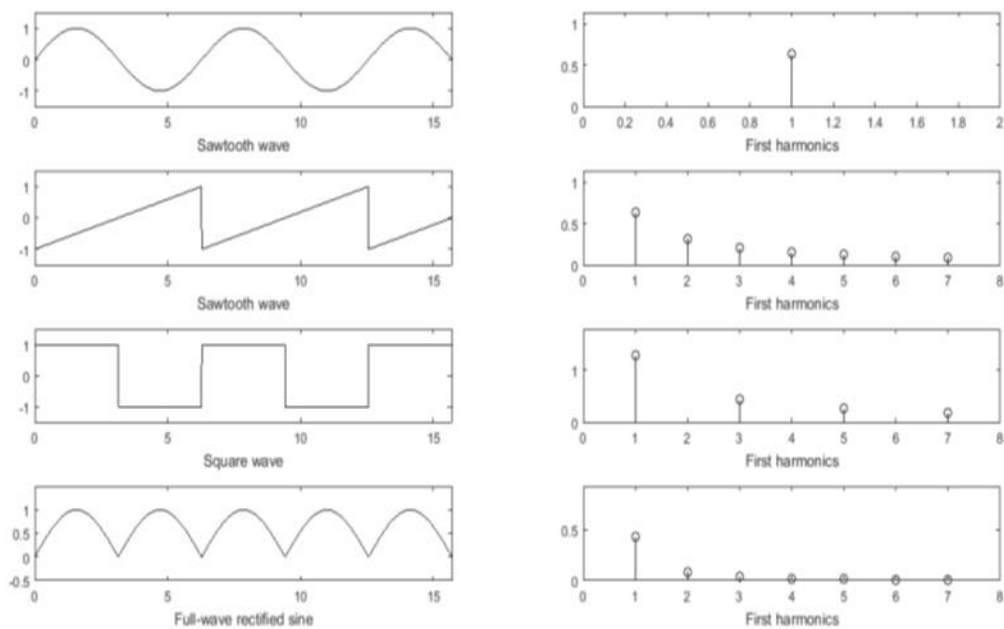 1
0
-1
0 5 10 15
Sawtooth wave
1
0.5
0
0 0.2 0.4 0.6 0.8 1 1.2 1.4 1.6 1.8 2
First harmonics
1
0
-1
0 5 10 15
Sawtooth wave
1
0.5
0
0 1 2 3 4 5 6 7 8
First harmonics
1
0
-1
0 5 10 15
Square wave
1
0
0 1 2 3 4 5 6 7 8
First harmonics
1
0.5
0
-0.5
0 5 10 15
Full-wave rectified sine
0.5
0
0 1 2 3 4 5 6 7 8
First harmonics